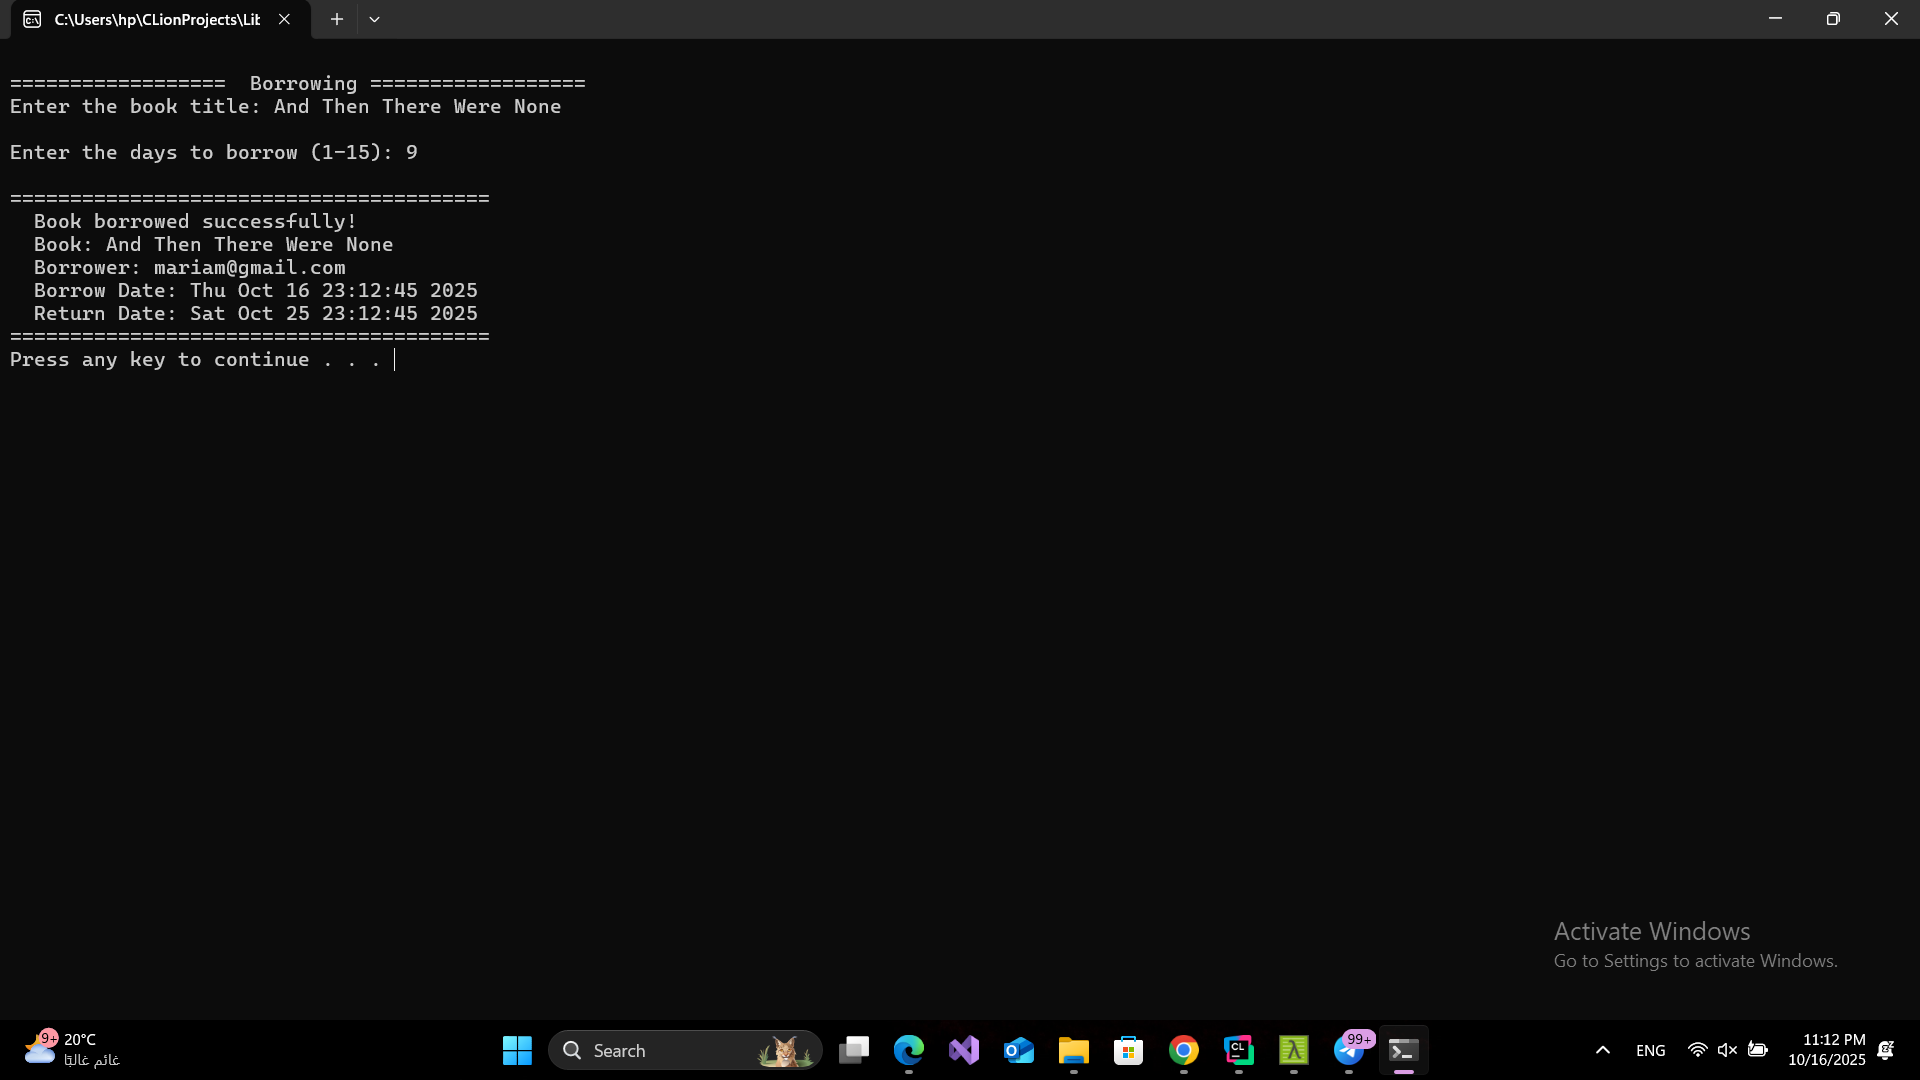 C:\Users\hp\CLionProjects\Lib
==================  Borrowing ==================
Enter the book title: And Then There Were None
Enter the days to borrow (1-15): 9
========================================
Book borrowed successfully!
Book: And Then There Were None
Borrower: mariam@gmail.com
Borrow Date: Thu Oct 16 23:12:45 2025
Return Date: Sat Oct 25 23:12:45 2025
========================================
Press any key to continue . . .
Activate Windows
Go to Settings to activate Windows.
9+
20°C
غائم غالبًا
Search
CL
99+
ENG
11:12 PM
10/16/2025